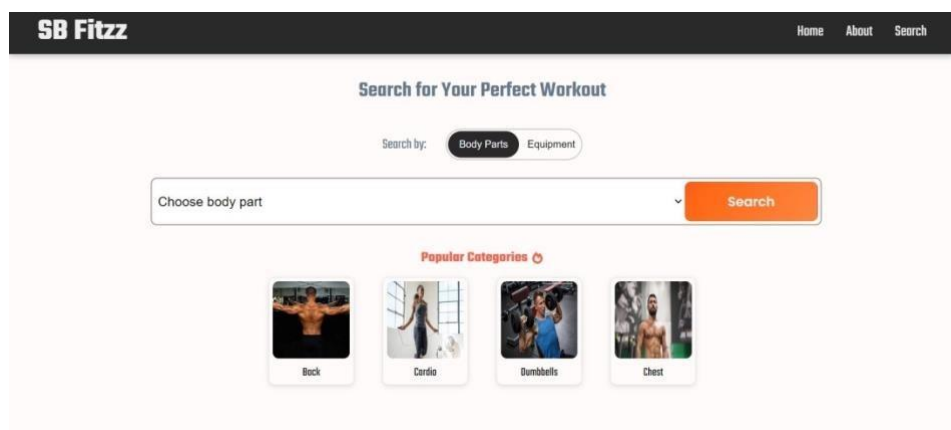 SB Fitzz
Home About Search
Search for Your Perfect Workout
Search by: Body Parts Equipment
Choose body part Search
Popular Categories
Back Cardio Dumbbells Chest